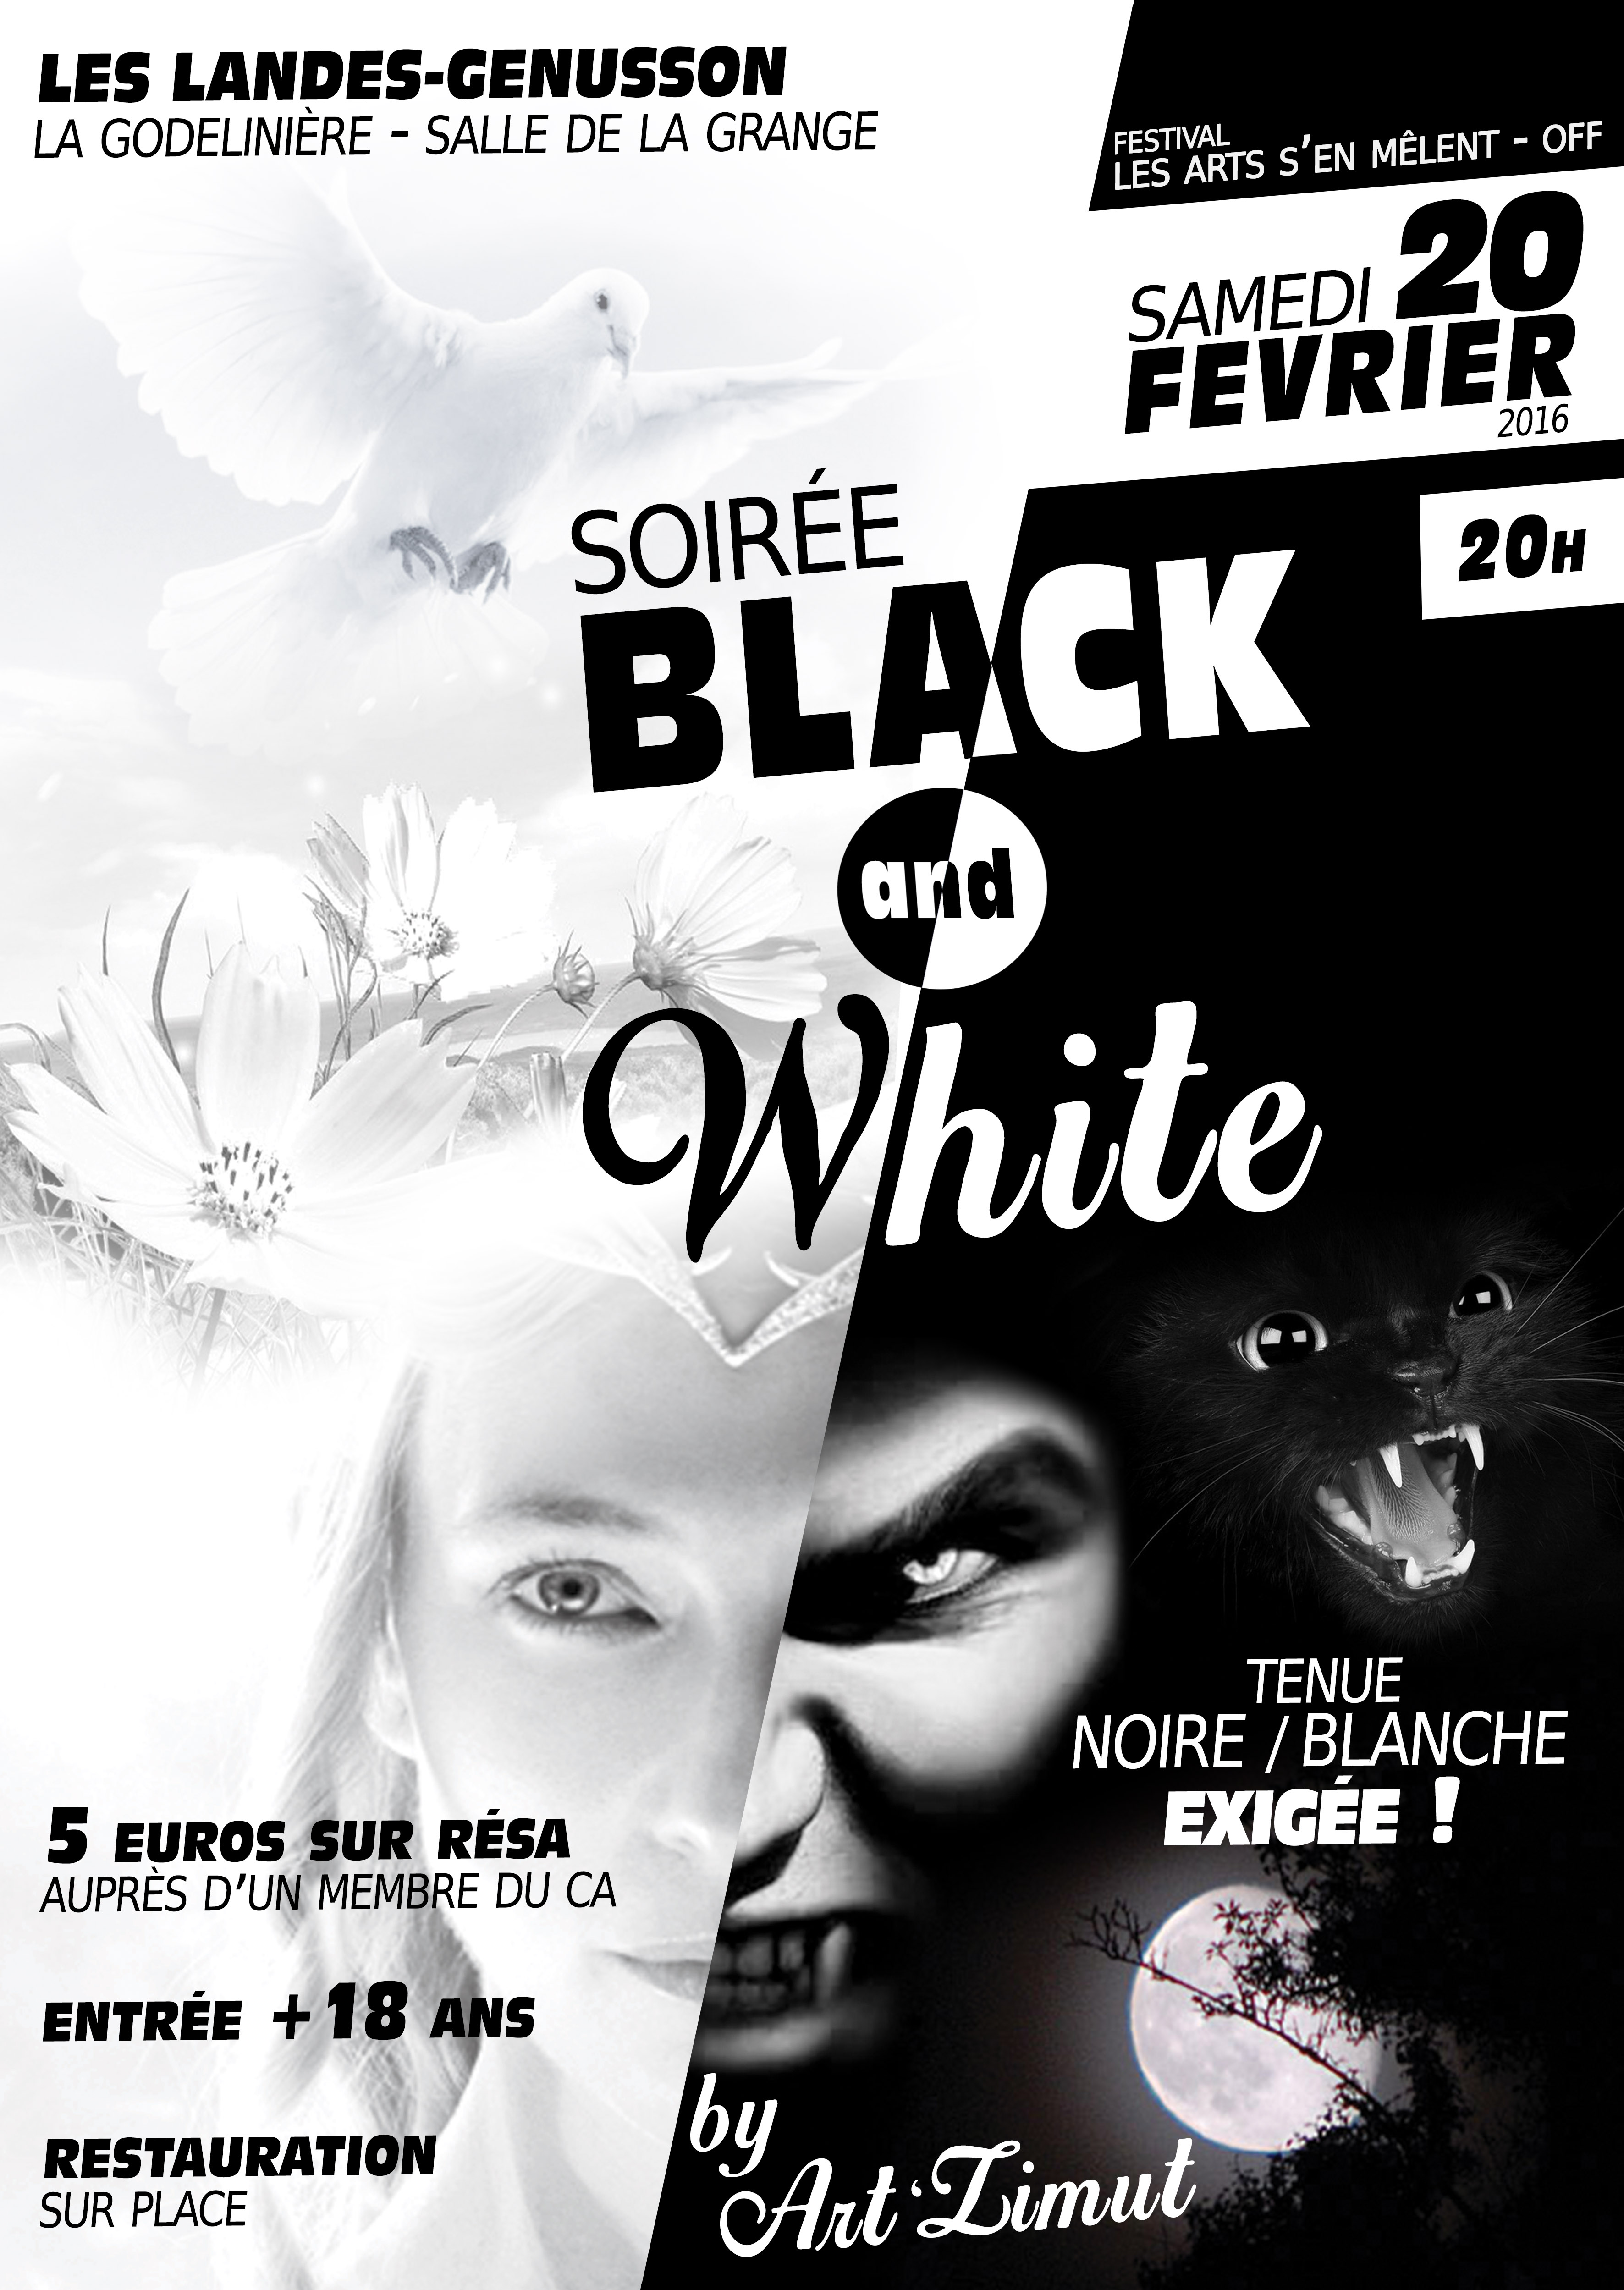 LES LANDES-GENUSSON
LA GODELINIÈRE - SALLE DE LA GRANGE
FESTIVAL
LES ARTS S'EN MÊLENT - OFF
SAMEDI 20
FEVRIER
2016
20H
SOIRÉE
BLACK
and
White
TENUE
NOIRE / BLANCHE
EXIGÉE !
5 EUROS SUR RÉSA
AUPRÈS D'UN MEMBRE DU CA
ENTRÉE +18 ANS
RESTAURATION
SUR PLACE
by
Art'Zimut